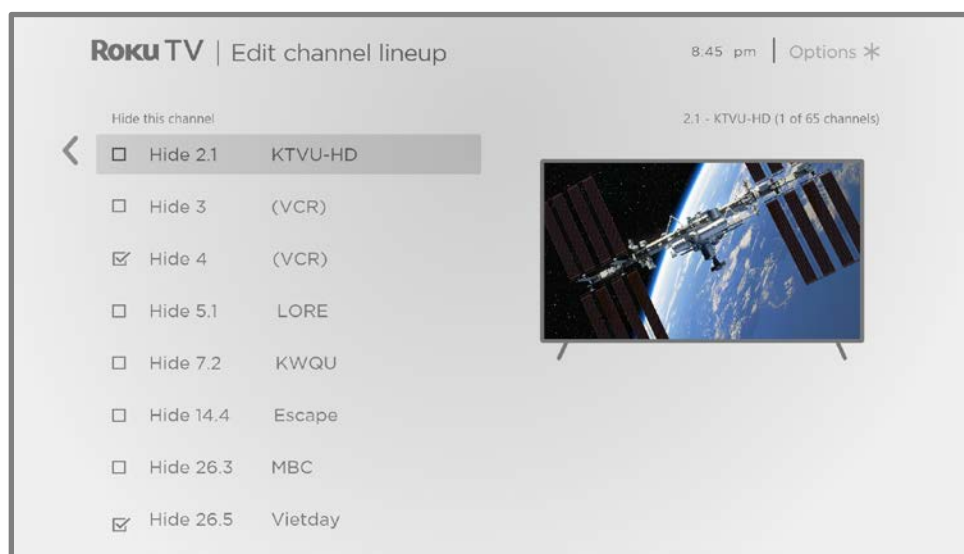 Roku TV | Edit channel lineup
8:45 pm | Options
Hide this channel
2.1 - KTVU-HD (1 of 65 channels)
Hide 2.1 KTVU-HD
Hide 3 (VCR)
Hide 4 (VCR)
Hide 5.1 LORE
Hide 7.2 KWQU
Hide 14.4 Escape
Hide 26.3 MBC
Hide 26.5 Vietday